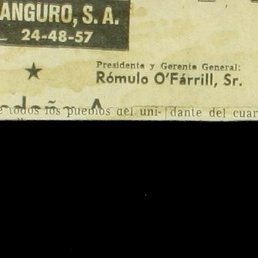 ANGURO, S. A.
24-48-57
Presidente y Gerente General:
Rómulo O'Fárrill, Sr.
e todos los pueblos del uni-
dante del cuar